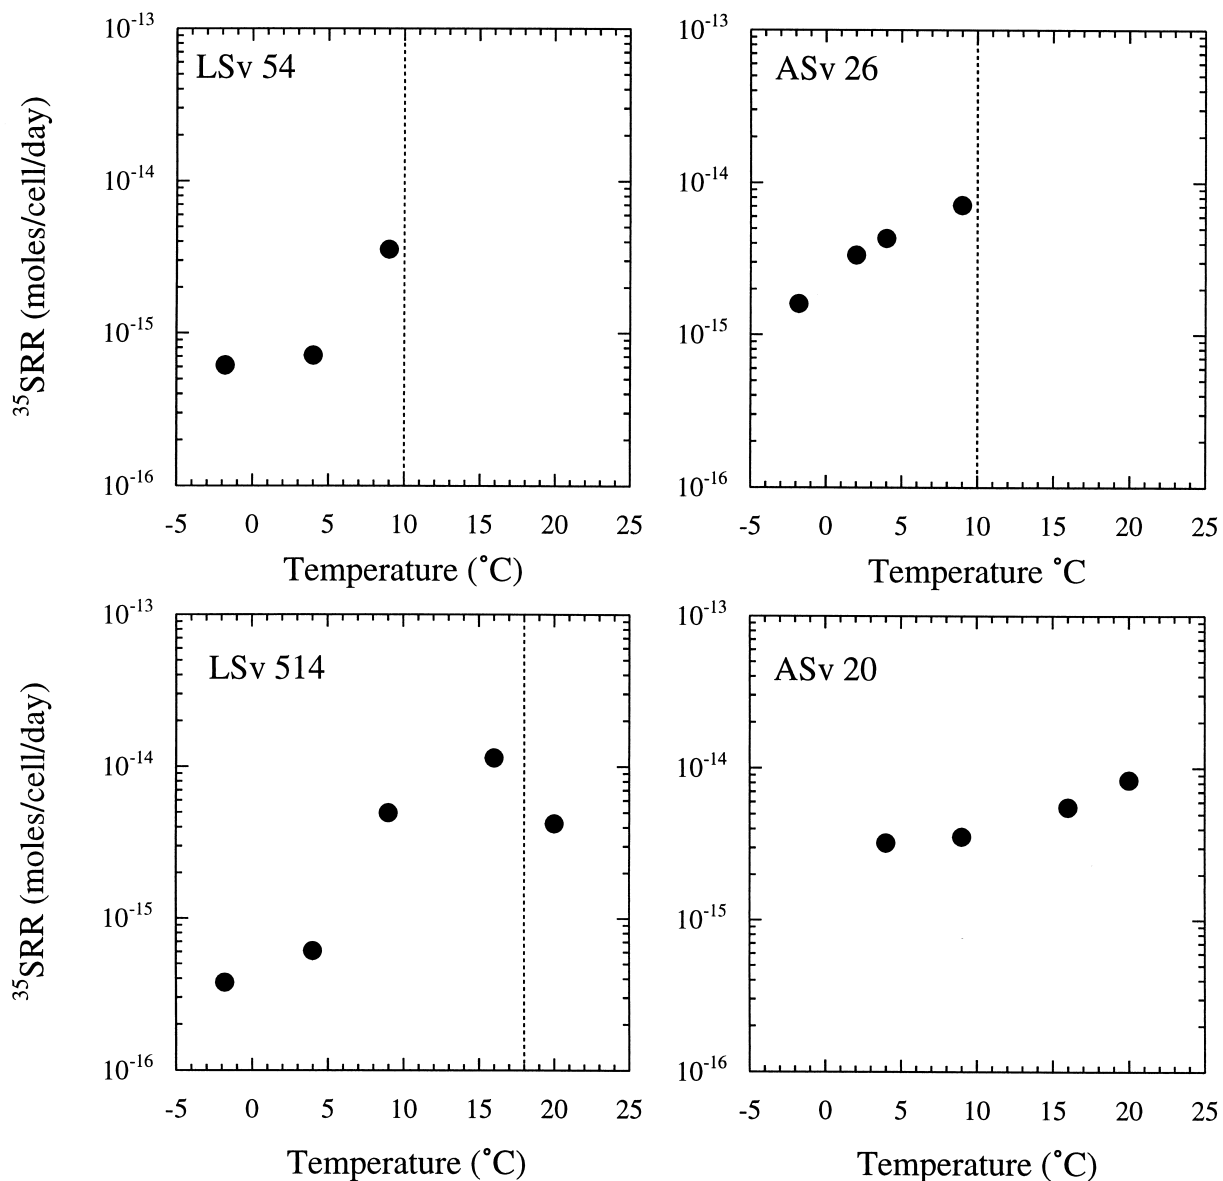 10-13
LSv 54
10-14
10-15
10-16
-5 0 5 10 15 20 25
Temperature (˚C)
35SRR (moles/cell/day)
10-13
ASv 26
10-14
10-15
10-16
-5 0 5 10 15 20 25
Temperature ˚C
10-13
LSv 514
10-14
10-15
10-16
-5 0 5 10 15 20 25
Temperature (˚C)
35SRR (moles/cell/day)
10-13
ASv 20
10-14
10-15
10-16
-5 0 5 10 15 20 25
Temperature (˚C)